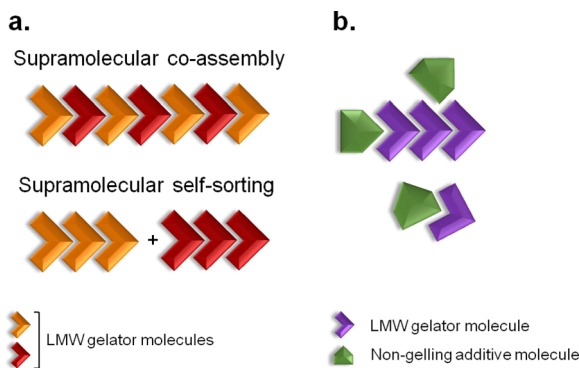 a.
Supramolecular co-assembly
Supramolecular self-sorting
+
LMW gelator molecules
b.
LMW gelator molecule
Non-gelling additive molecule